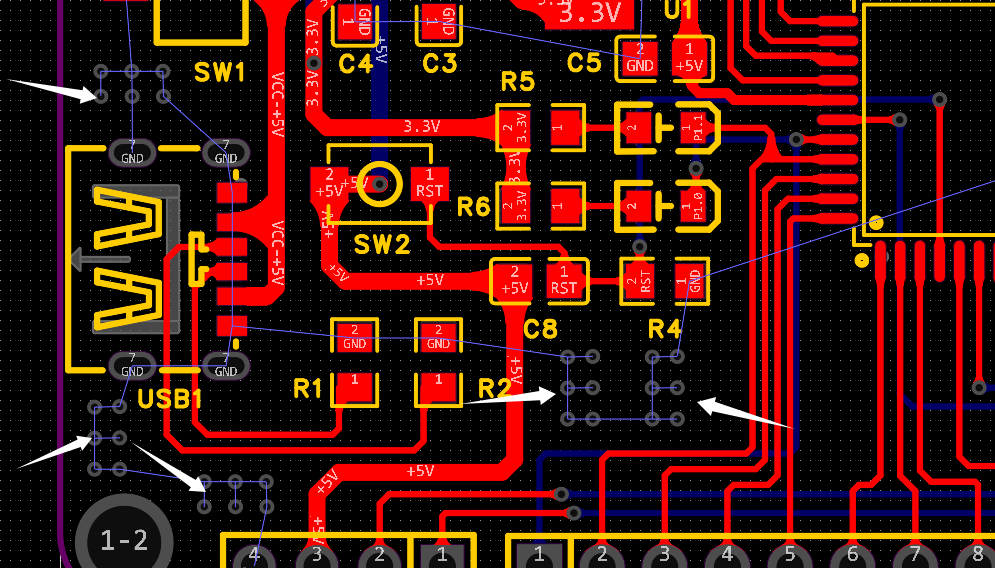 3.3V
U1
1
GND
GND
1
+5V
3.3V
C4
C3
C5
2
GND
1
+5V
SW1
3.3V
R5
VCC-+5V
3.3V
2
3.3V
1
2
1
P1.1
7
GND
7
GND
3.3V
2
+5V
+5V
1
RST
R6
2
3.3V
1
2
1
P1.0
+5V
SW2
VCC-+5V
+5V
+5V
2
+5V
1
RST
2
RST
1
GND
C8
R4
2
GND
2
GND
7
GND
7
GND
+5V
R1
1
1
R2
USB1
+5V
+5V
+5V
1-2
4
3
2
1
1
2
3
4
5
6
7
8